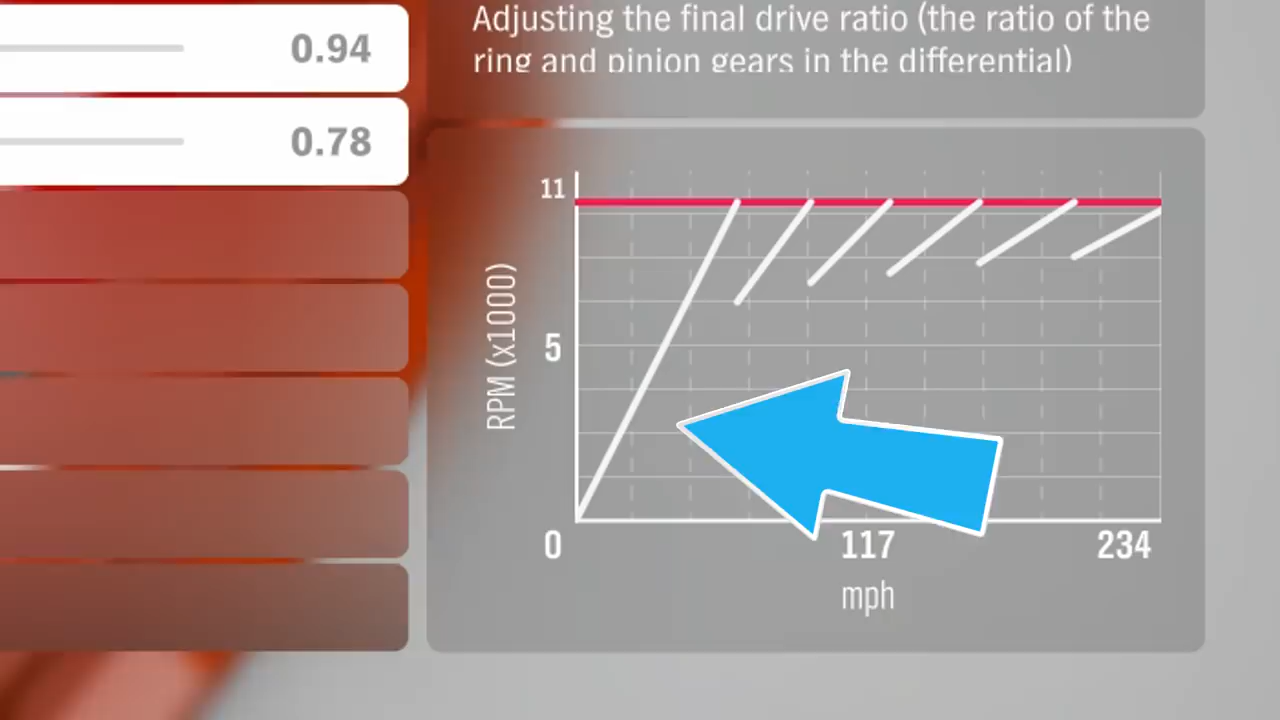 0.94
0.78
Adjusting the final drive ratio (the ratio of the
ring and pinion gears in the differential)
11
5
0
RPM (x1000)
117
234
mph